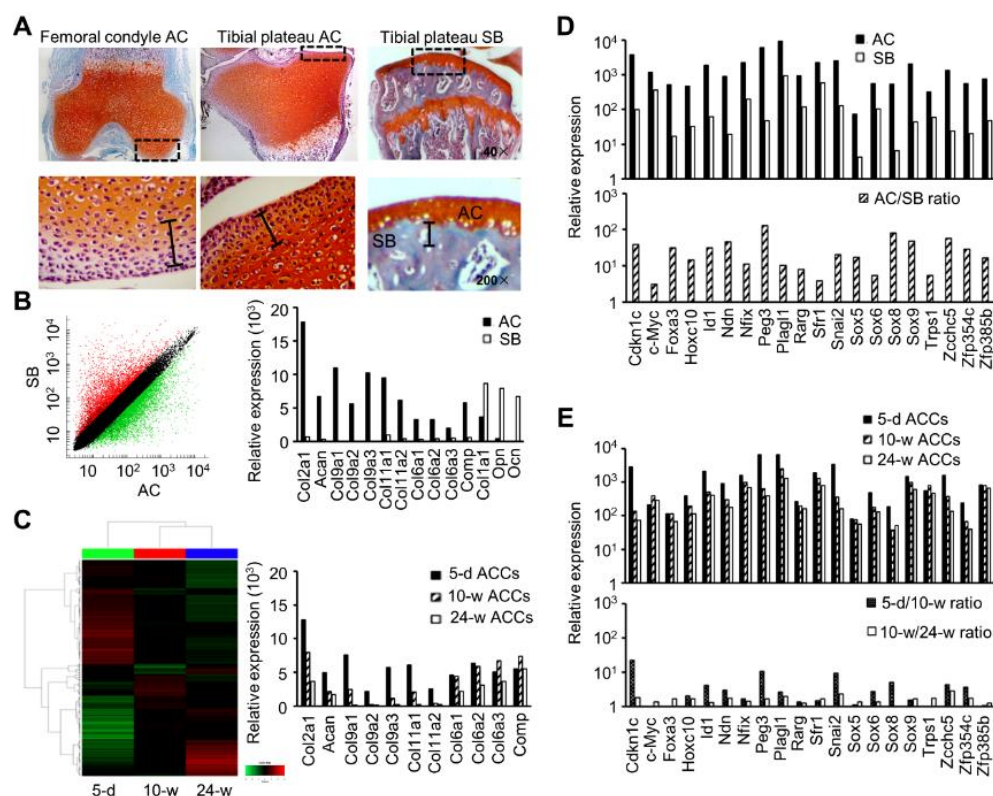 A
Femoral condyle AC
Tibial plateau AC
Tibial plateau SB
40×
AC
SB
200×
B
SB
10⁴
10³
10²
10
10
10²
10³
10⁴
AC
Relative expression (10³)
20
15
10
5
0
AC
SB
Col2a1
Acan
Col9a1
Col9a2
Col9a3
Col11a1
Col11a2
Col6a1
Col6a2
Col6a3
Comp
Col1a1
Opn
Ocn
C
5-d
10-w
24-w
Relative expression (10³)
20
15
10
5
0
5-d ACCs
10-w ACCs
24-w ACCs
Col2a1
Acan
Col9a1
Col9a2
Col9a3
Col11a1
Col11a2
Col6a1
Col6a2
Col6a3
Comp
D
Relative expression
10⁴
10³
10²
10
1
AC
SB
10³
10²
10
1
AC/SB ratio
Cdkn1c
c-Myc
Foxa3
Hoxc10
Id1
Ndn
Nfix
Peg3
Plagl1
Rarg
Sfr1
Snai2
Sox5
Sox6
Sox8
Sox9
Trps1
Zcchc5
Zfp354c
Zfp385b
E
5-d ACCs
10-w ACCs
24-w ACCs
Relative expression
10⁴
10³
10²
10
1
10³
10²
10
1
5-d/10-w ratio
10-w/24-w ratio
Cdkn1c
c-Myc
Foxa3
Hoxc10
Id1
Ndn
Nfix
Peg3
Plagl1
Rarg
Sfr1
Snai2
Sox5
Sox6
Sox8
Sox9
Trps1
Zcchc5
Zfp354c
Zfp385b